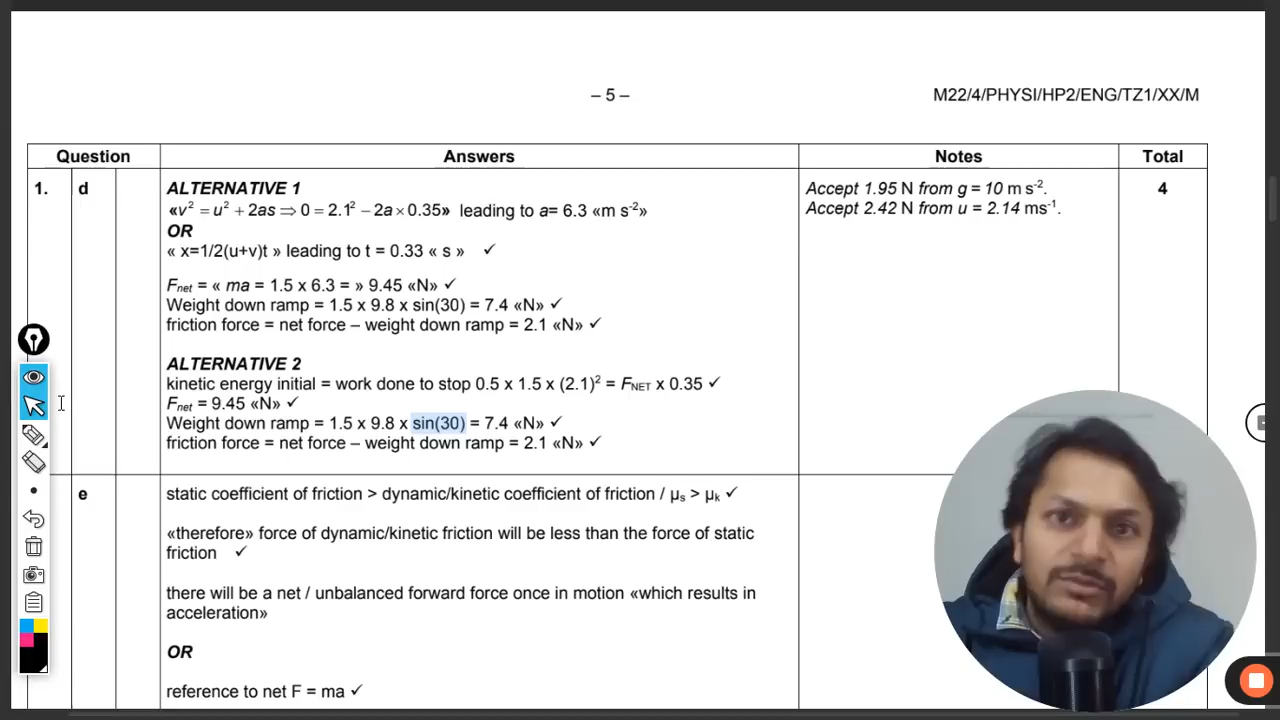 – 5 –
M22/4/PHYSI/HP2/ENG/TZ1/XX/M
Question Answers Notes Total
1. d ALTERNATIVE 1 Accept 1.95 N from g = 10 m s⁻². 4
«v² = u² + 2as ⇒ 0 = 2.1² – 2a × 0.35» leading to a= 6.3 «m s⁻²» Accept 2.42 N from u = 2.14 ms⁻¹.
OR
« x=1/2(u+v)t » leading to t = 0.33 « s » ✓
Fnet = « ma = 1.5 x 6.3 = » 9.45 «N» ✓
Weight down ramp = 1.5 x 9.8 x sin(30) = 7.4 «N» ✓
friction force = net force – weight down ramp = 2.1 «N» ✓
ALTERNATIVE 2
kinetic energy initial = work done to stop 0.5 x 1.5 x (2.1)² = FNET x 0.35 ✓
Fnet = 9.45 «N» ✓
Weight down ramp = 1.5 x 9.8 x sin(30) = 7.4 «N» ✓
friction force = net force – weight down ramp = 2.1 «N» ✓
e static coefficient of friction > dynamic/kinetic coefficient of friction / μs > μk ✓
«therefore» force of dynamic/kinetic friction will be less than the force of static
friction ✓
there will be a net / unbalanced forward force once in motion «which results in
acceleration»
OR
reference to net F = ma ✓